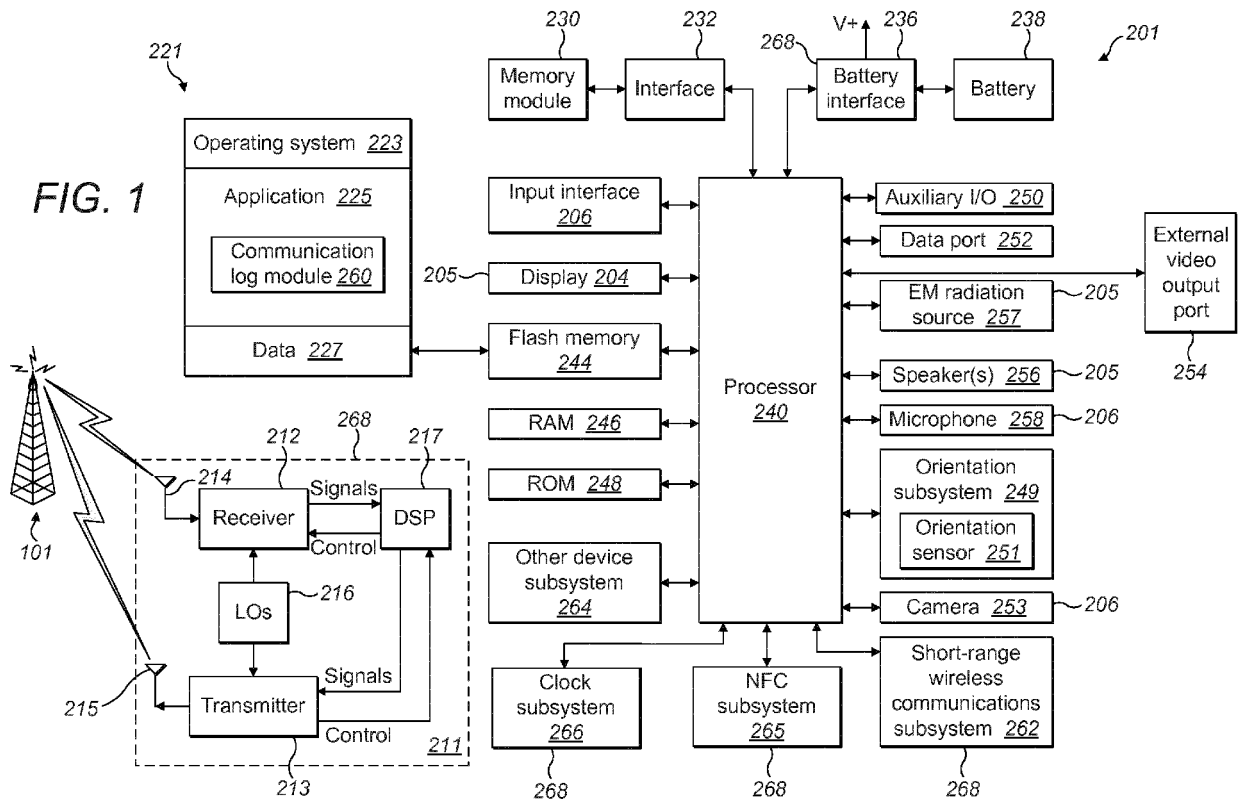 230
232
V+
236
238
268
201
221
Memory
module
Interface
Battery
interface
Battery
Operating system 223
FIG. 1
Application 225
Communication
log module 260
Data 227
Input interface
206
205
Display 204
Flash memory
244
RAM 246
ROM 248
Other device
subsystem
264
Processor
240
Auxiliary I/O 250
Data port 252
External
video
output
port
254
EM radiation
source 257
205
Speaker(s) 256
205
Microphone 258
206
Orientation
subsystem 249
Orientation
sensor 251
Camera 253
206
Short-range
wireless
communications
subsystem 262
268
NFC
subsystem
265
268
Clock
subsystem
266
268
101
268
212
217
214
Signals
Receiver
DSP
Control
216
LOs
215
Signals
Transmitter
Control
211
213